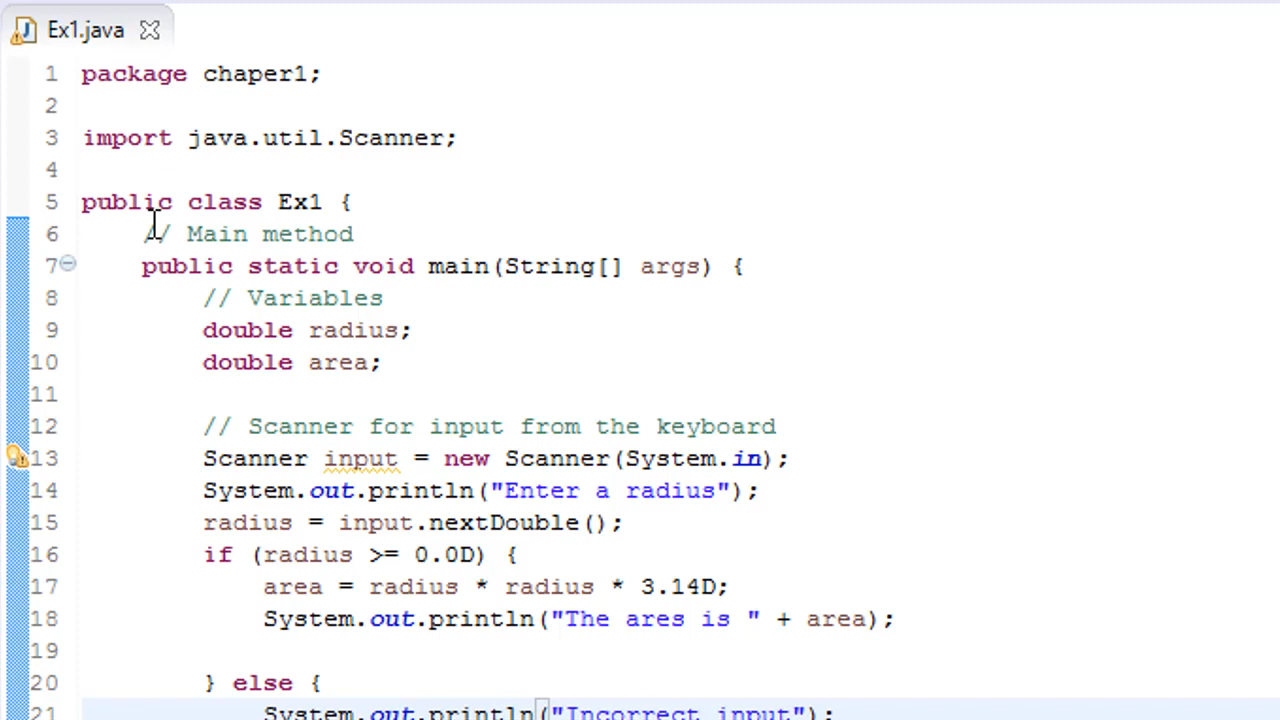 Ex1.java
1 package chaper1;
2
3 import java.util.Scanner;
4
5 public class Ex1 {
6 // Main method
7 public static void main(String[] args) {
8 // Variables
9 double radius;
10 double area;
11
12 // Scanner for input from the keyboard
13 Scanner input = new Scanner(System.in);
14 System.out.println("Enter a radius");
15 radius = input.nextDouble();
16 if (radius >= 0.0D) {
17 area = radius * radius * 3.14D;
18 System.out.println("The ares is " + area);
19
20 } else {
21 System.out.println("Incorrect input");